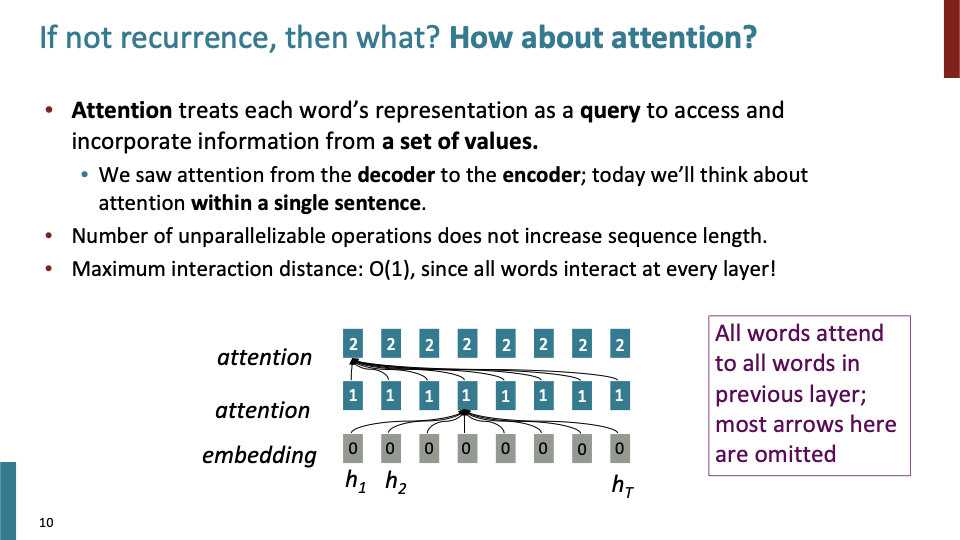 If not recurrence, then what? How about attention?
• Attention treats each word’s representation as a query to access and
incorporate information from a set of values.
• We saw attention from the decoder to the encoder; today we’ll think about
attention within a single sentence.
• Number of unparallelizable operations does not increase sequence length.
• Maximum interaction distance: O(1), since all words interact at every layer!
attention 2 2 2 2 2 2 2 2
attention 1 1 1 1 1 1 1 1
embedding 0 0 0 0 0 0 0 0
h1 h2 hT
All words attend
to all words in
previous layer;
most arrows here
are omitted
10